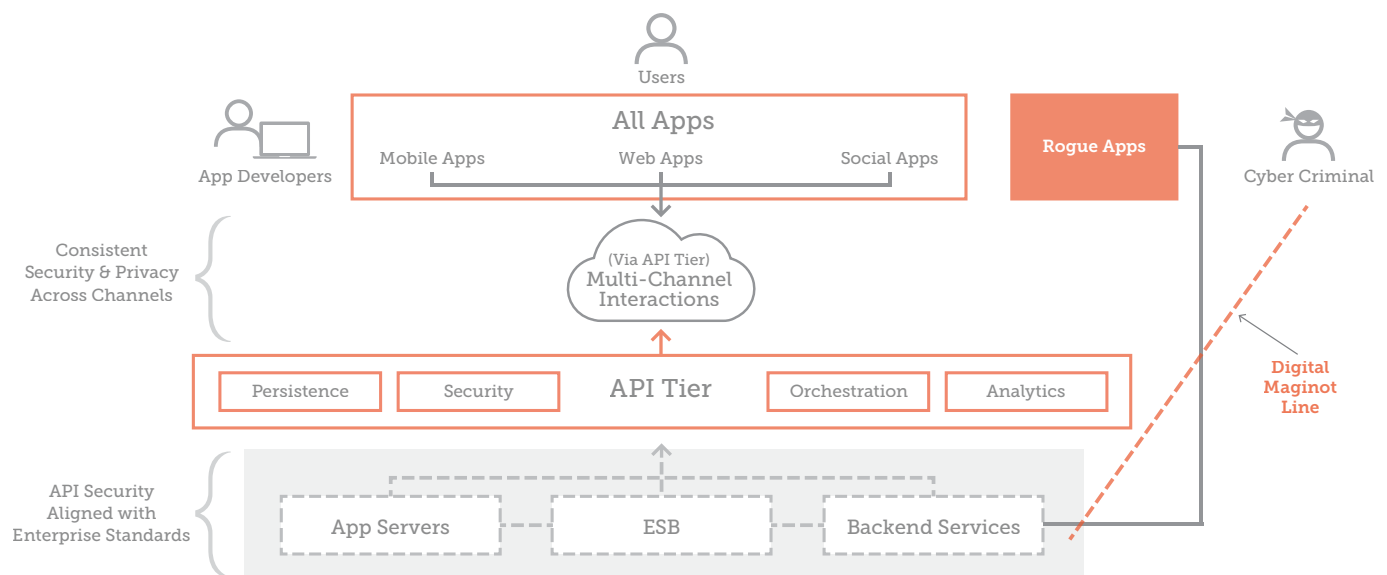 Users
All Apps
Mobile Apps
Web Apps
Social Apps
App Developers
Rogue Apps
Cyber Criminal
Consistent
Security & Privacy
Across Channels
(Via API Tier)
Multi-Channel
Interactions
Digital
Maginot
Line
Persistence
Security
API Tier
Orchestration
Analytics
API Security
Aligned with
Enterprise Standards
App Servers
ESB
Backend Services